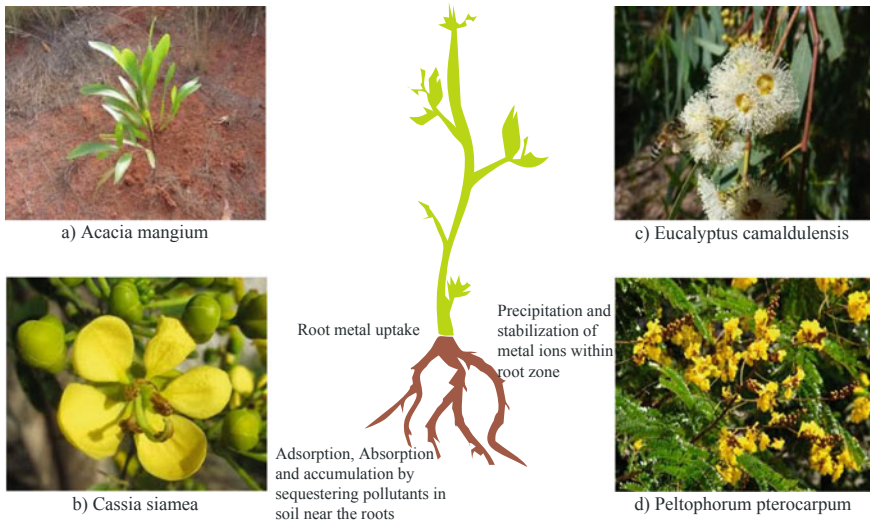 a) Acacia mangium
c) Eucalyptus camaldulensis
Root metal uptake
Precipitation and
stabilization of
metal ions within
root zone
Adsorption, Absorption
and accumulation by
sequestering pollutants in
soil near the roots
b) Cassia siamea
d) Peltophorum pterocarpum